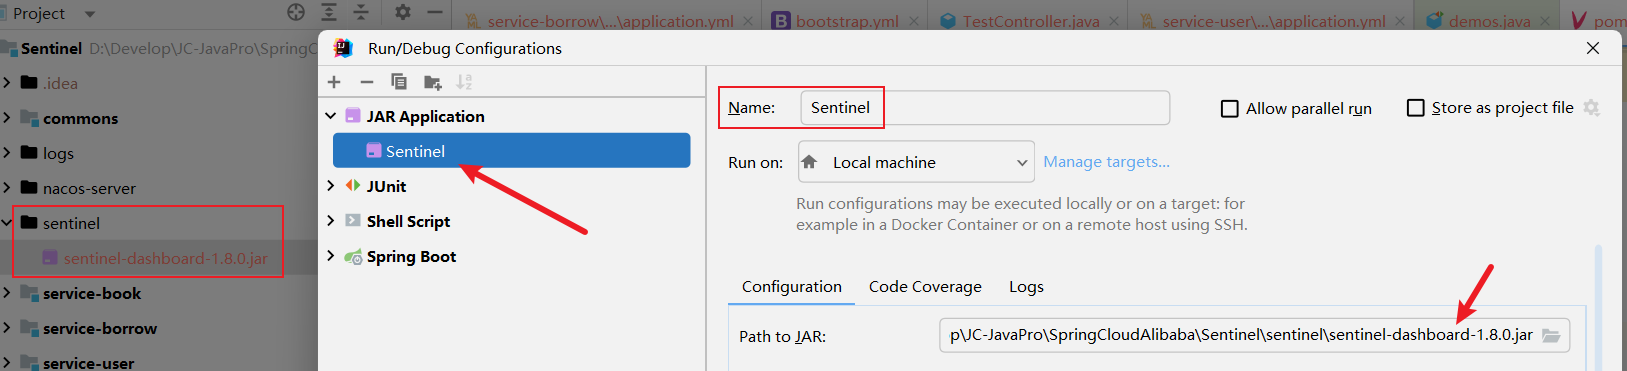 Project
service-borrow\...\application.yml
bootstrap.yml
TestController.java
service-user\...\application.yml
demos.java
pom
Sentinel D:\Develop\JC-JavaPro\SpringC
.idea
commons
logs
nacos-server
sentinel
sentinel-dashboard-1.8.0.jar
service-book
service-borrow
service-user
Run/Debug Configurations
JAR Application
Sentinel
JUnit
Shell Script
Spring Boot
Name: Sentinel
Allow parallel run
Store as project file
Run on: Local machine
Manage targets...
Run configurations may be executed locally or on a target: for
example in a Docker Container or on a remote host using SSH.
Configuration Code Coverage Logs
Path to JAR: p\JC-JavaPro\SpringCloudAlibaba\Sentinel\sentinel\sentinel-dashboard-1.8.0.jar